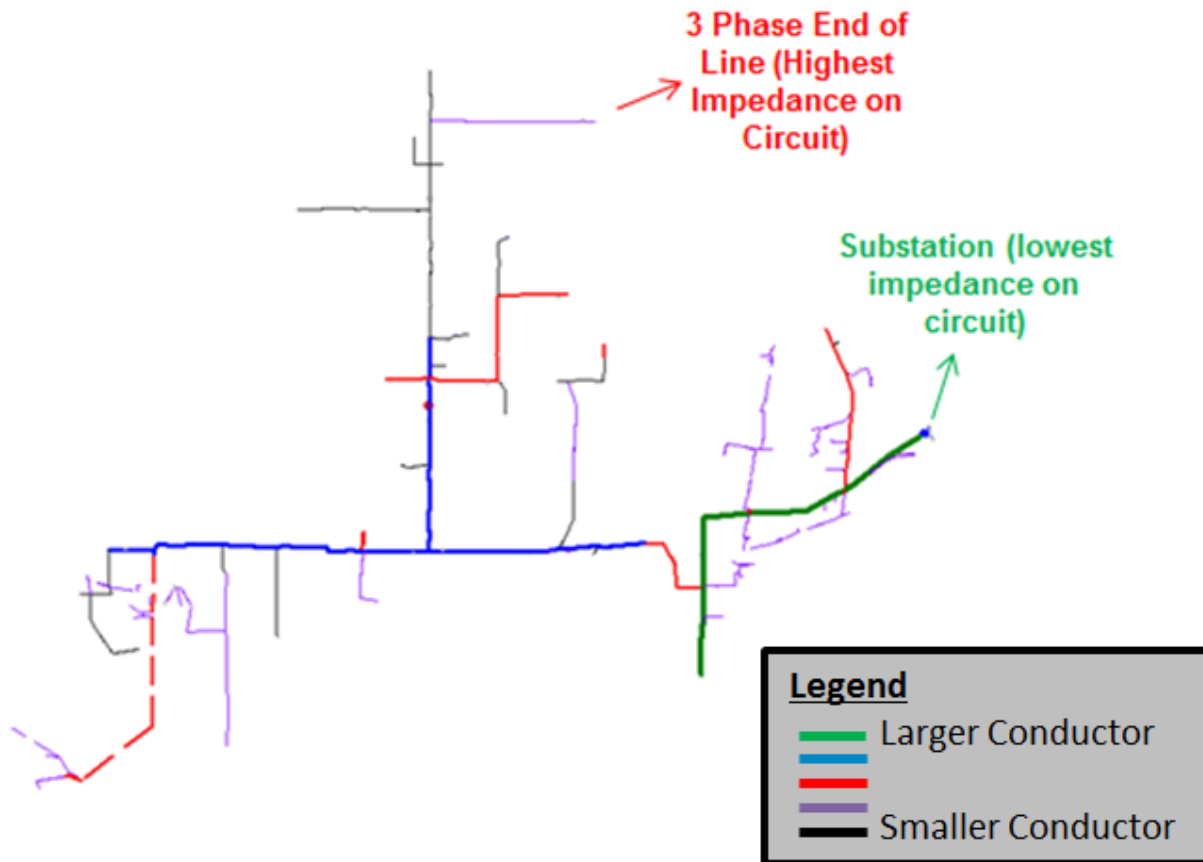 3 Phase End of
Line (Highest
Impedance on
Circuit)
Substation (lowest
impedance on
circuit)
Legend
Larger Conductor
Smaller Conductor